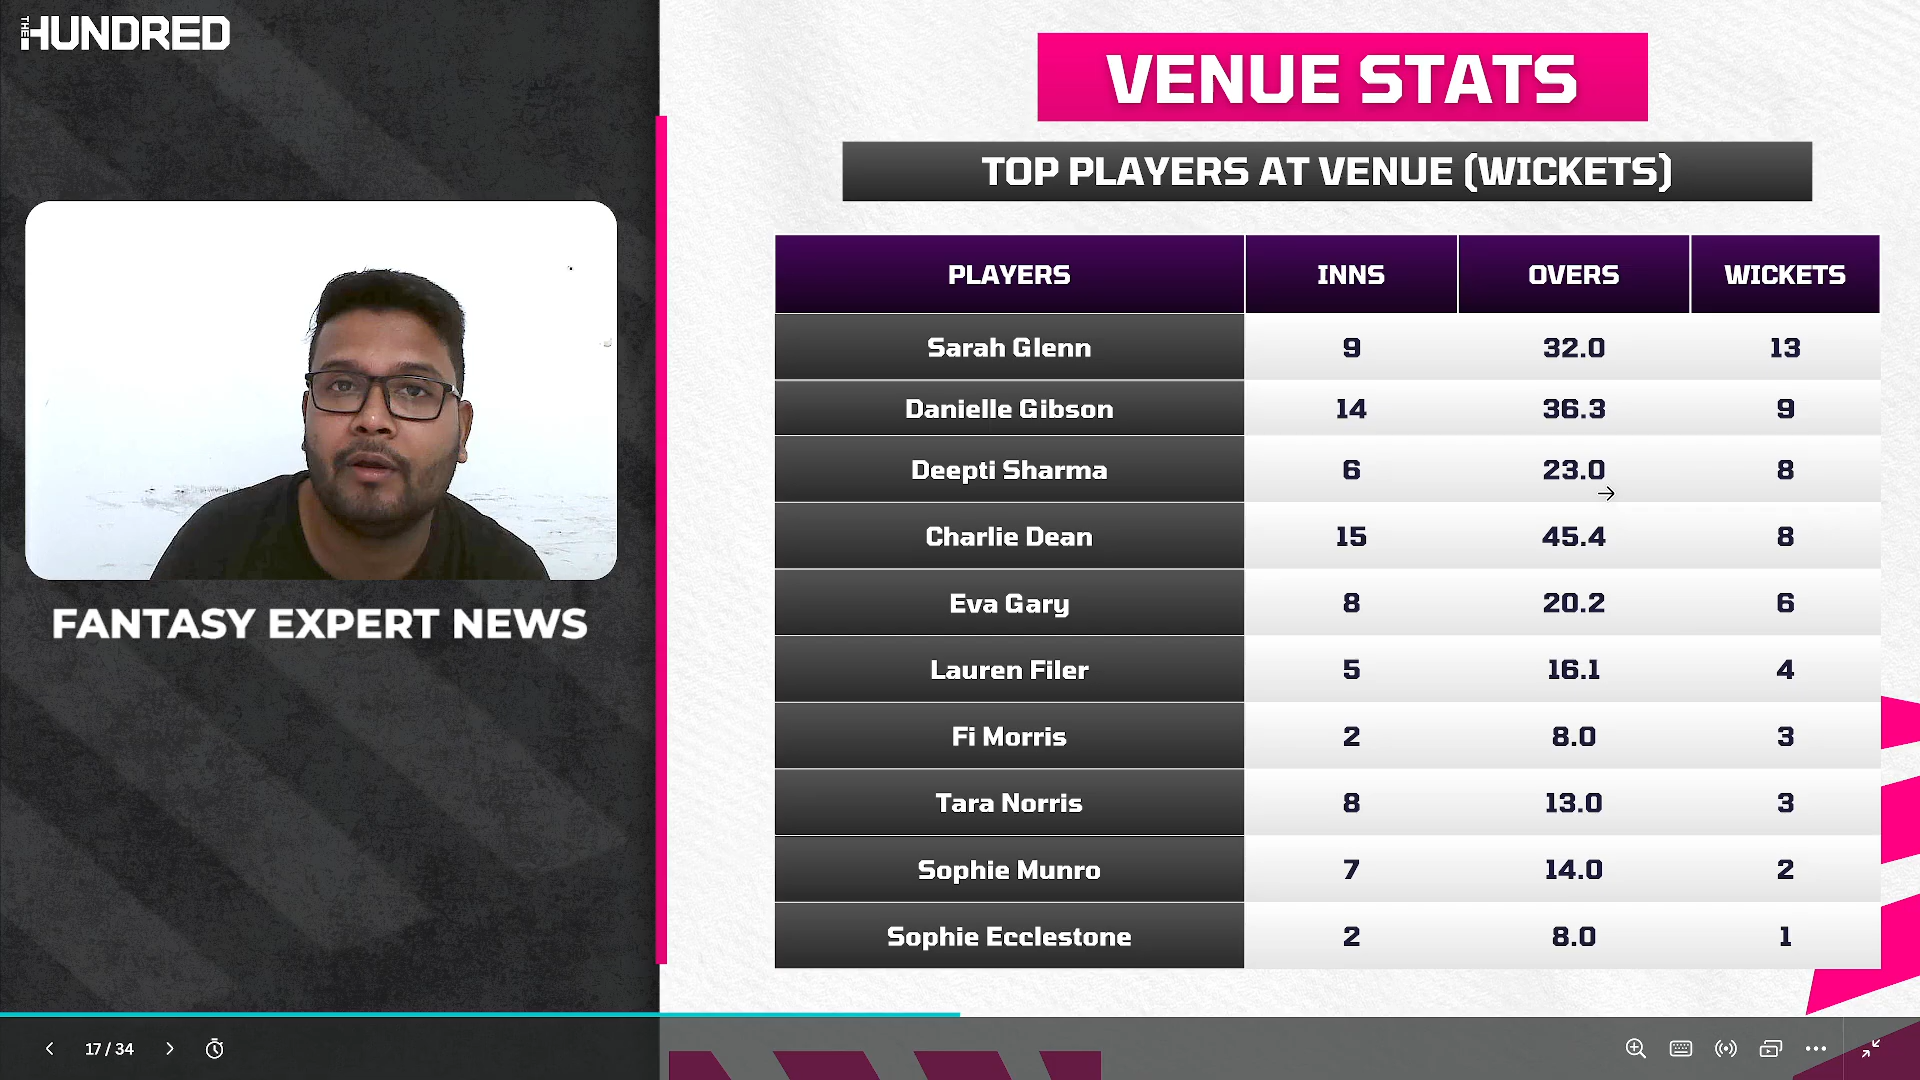 THE HUNDRED
VENUE STATS
TOP PLAYERS AT VENUE (WICKETS)
PLAYERS INNS OVERS WICKETS
Sarah Glenn 9 32.0 13
Danielle Gibson 14 36.3 9
Deepti Sharma 6 23.0 8
Charlie Dean 15 45.4 8
Eva Gary 8 20.2 6
Lauren Filer 5 16.1 4
Fi Morris 2 8.0 3
Tara Norris 8 13.0 3
Sophie Munro 7 14.0 2
Sophie Ecclestone 2 8.0 1
FANTASY EXPERT NEWS
17 / 34